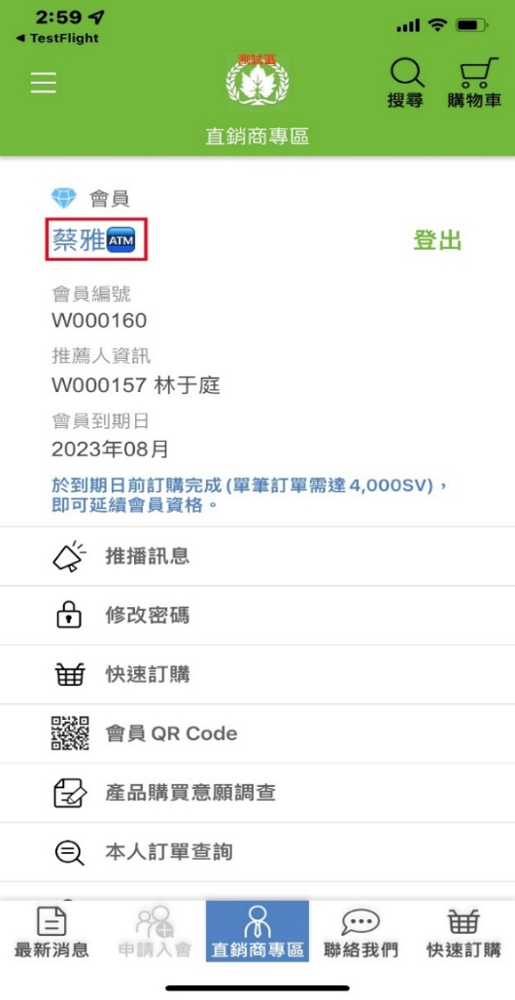 2:59
◀ TestFlight
測試區
搜尋
購物車
直銷商專區
會員
蔡雅🏧
登出
會員編號
W000160
推薦人資訊
W000157 林于庭
會員到期日
2023年08月
於到期日前訂購完成 (單筆訂單需達 4,000SV)，
即可延續會員資格。
推播訊息
修改密碼
快速訂購
會員 QR Code
產品購買意願調查
本人訂單查詢
最新消息
申請入會
直銷商專區
聯絡我們
快速訂購